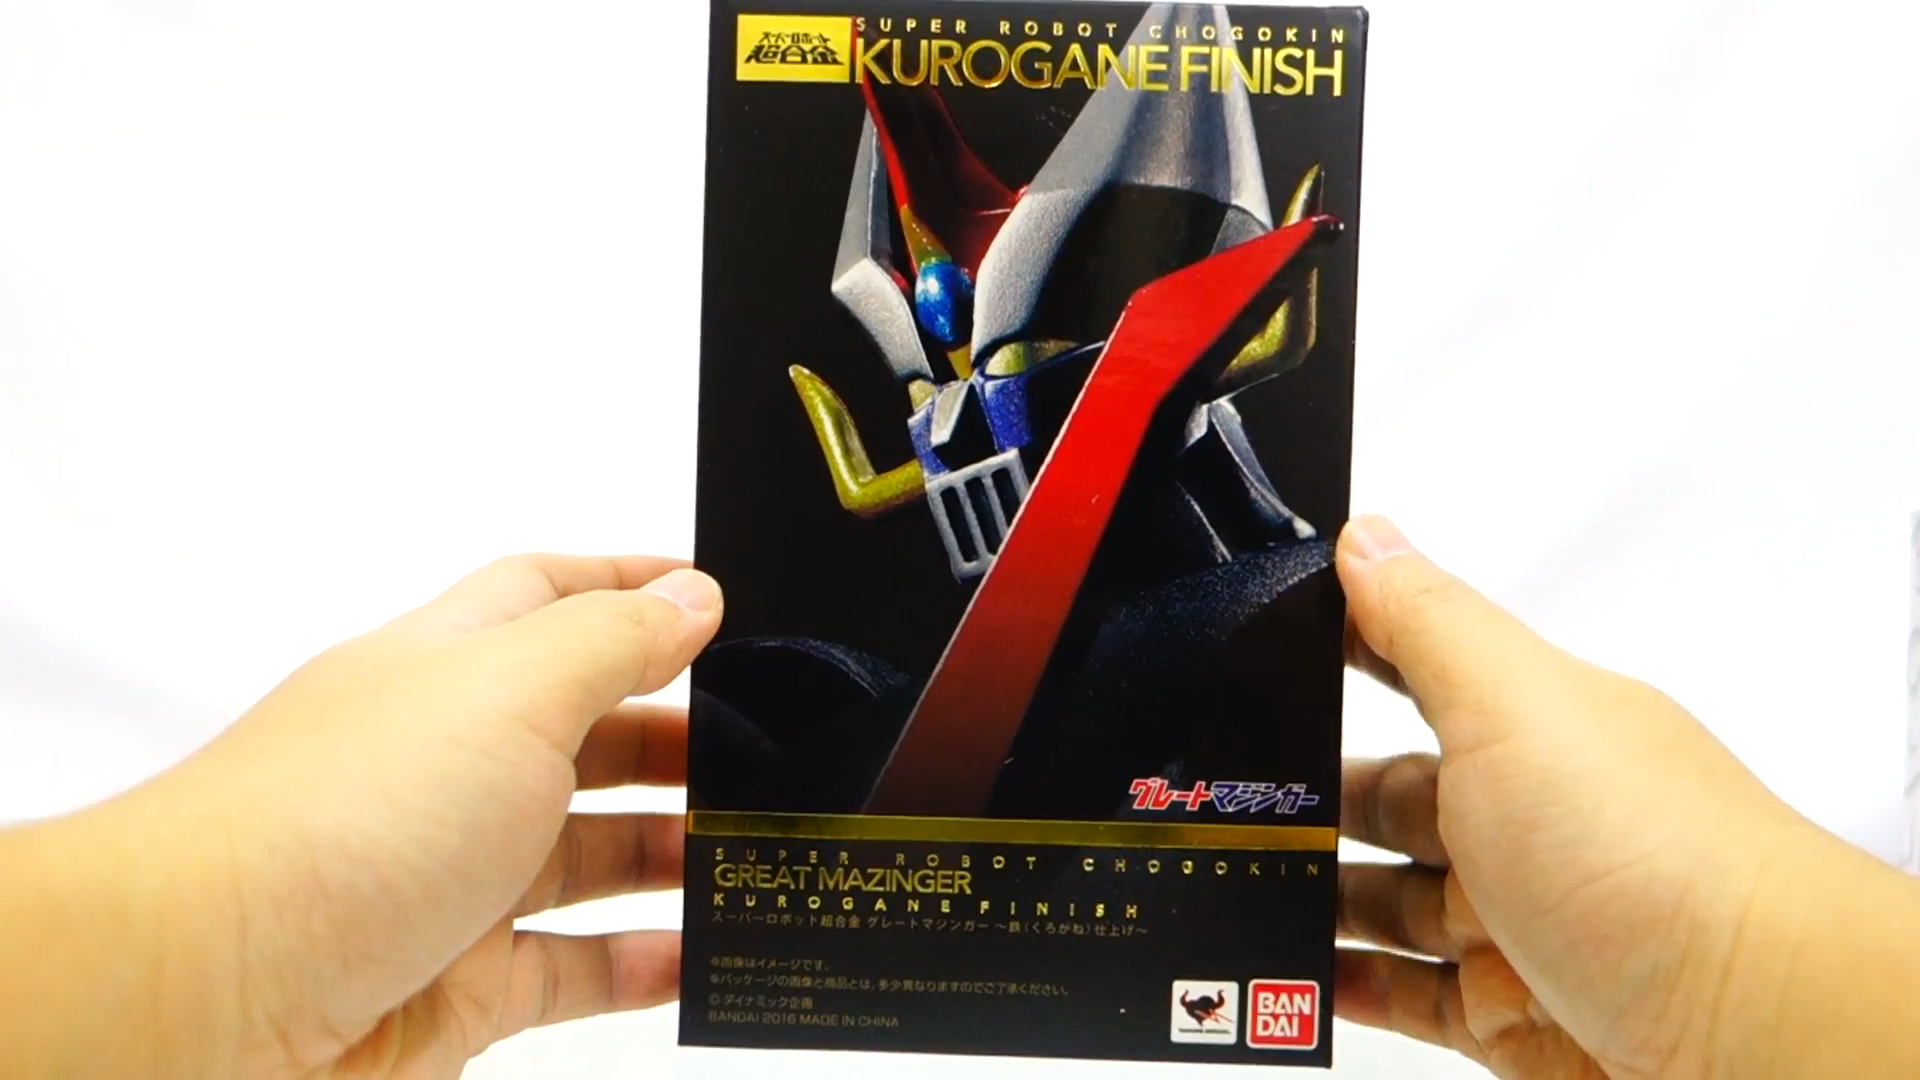 スーパーロボット
超合金
SUPER ROBOT CHOGOKIN
KUROGANE FINISH
グレートマジンガー
SUPER ROBOT CHOGOKIN
GREAT MAZINGER
KUROGANE FINISH
スーパーロボット超合金 グレートマジンガー ～鉄(くろがね)仕上げ～
※画像はイメージです。
※パッケージの画像と商品とは、多少異なりますのでご了承ください。
©ダイナミック企画
BANDAI 2016 MADE IN CHINA
BAN
DAI